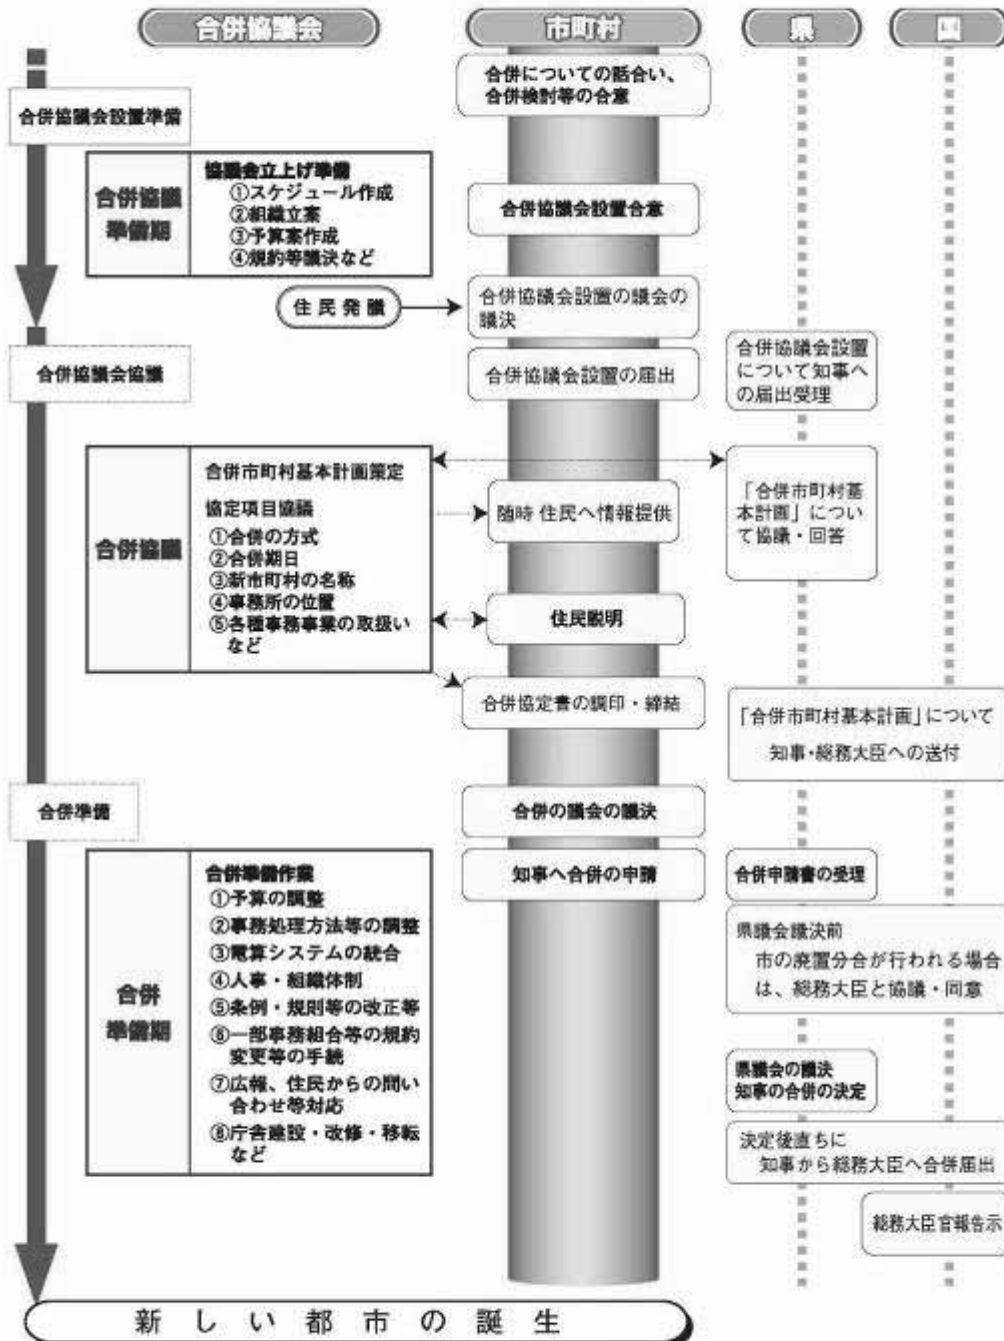 合併協議会
市町村
県
国
合併についての話合い、
合併検討等の合意
合併協議会設置準備
合併協議
準備期
協議会立上げ準備
①スケジュール作成
②組織立案
③予算案作成
④規約等議決など
合併協議会設置合意
住民発議
合併協議会設置の議会の
議決
合併協議会協議
合併協議会設置の届出
合併協議会設置
について知事へ
の届出受理
合併協議
合併市町村基本計画策定
協定項目協議
①合併の方式
②合併期日
③新市町村の名称
④事務所の位置
⑤各種事務事業の取扱い
など
随時 住民へ情報提供
「合併市町村基
本計画」につい
て協議・回答
住民説明
合併協定書の調印・締結
「合併市町村基本計画」について
知事・総務大臣への送付
合併準備
合併の議会の議決
合併
準備期
合併準備作業
①予算の調整
②事務処理方法等の調整
③電算システムの統合
④人事・組織体制
⑤条例・規則等の改正等
⑥一部事務組合等の規約
変更等の手続
⑦広報、住民からの問い
合わせ等対応
⑧庁舎建設・改修・移転
など
知事へ合併の申請
合併申請書の受理
県議会議決前
市の廃置分合が行われる場合
は、総務大臣と協議・同意
県議会の議決
知事の合併の決定
決定後直ちに
知事から総務大臣へ合併届出
総務大臣官報告示
新しい都市の誕生